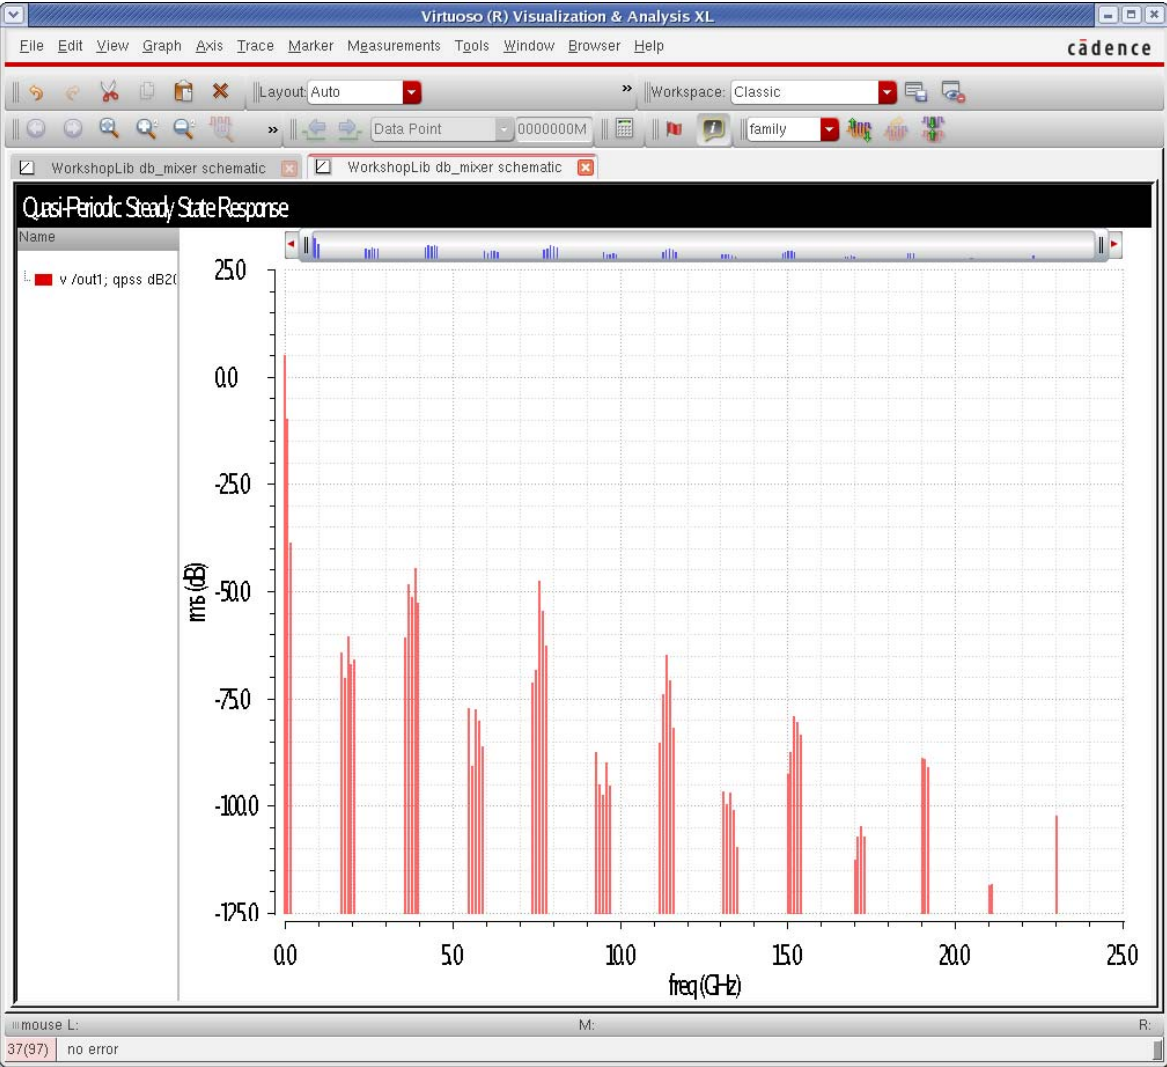 Virtuoso (R) Visualization & Analysis XL
File Edit View Graph Axis Trace Marker Measurements Tools Window Browser Help cādence
Layout: Auto » Workspace: Classic
» Data Point 0000000M family
WorkshopLib db_mixer schematic WorkshopLib db_mixer schematic
Quasi-Periodic Steady State Response
Name
v /out1; qpss dB20
25.0
0.0
-25.0
-50.0
-75.0
-100.0
-125.0
rms (dB)
0.0 5.0 10.0 15.0 20.0 25.0
freq (GHz)
mouse L: M: R:
37(97) no error